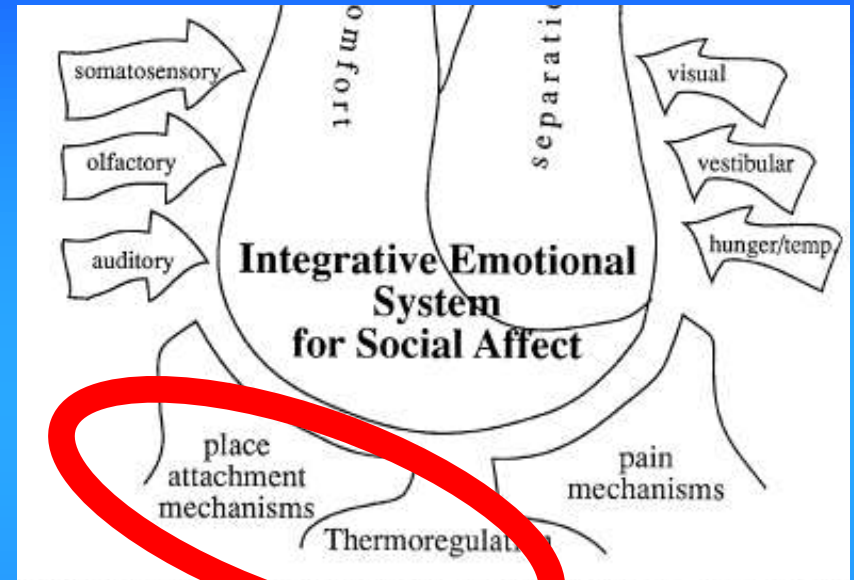 omfort
separatic
somatosensory
olfactory
auditory
visual
vestibular
hunger/temp.
Integrative Emotional
System
for Social Affect
place
attachment
mechanisms
pain
mechanisms